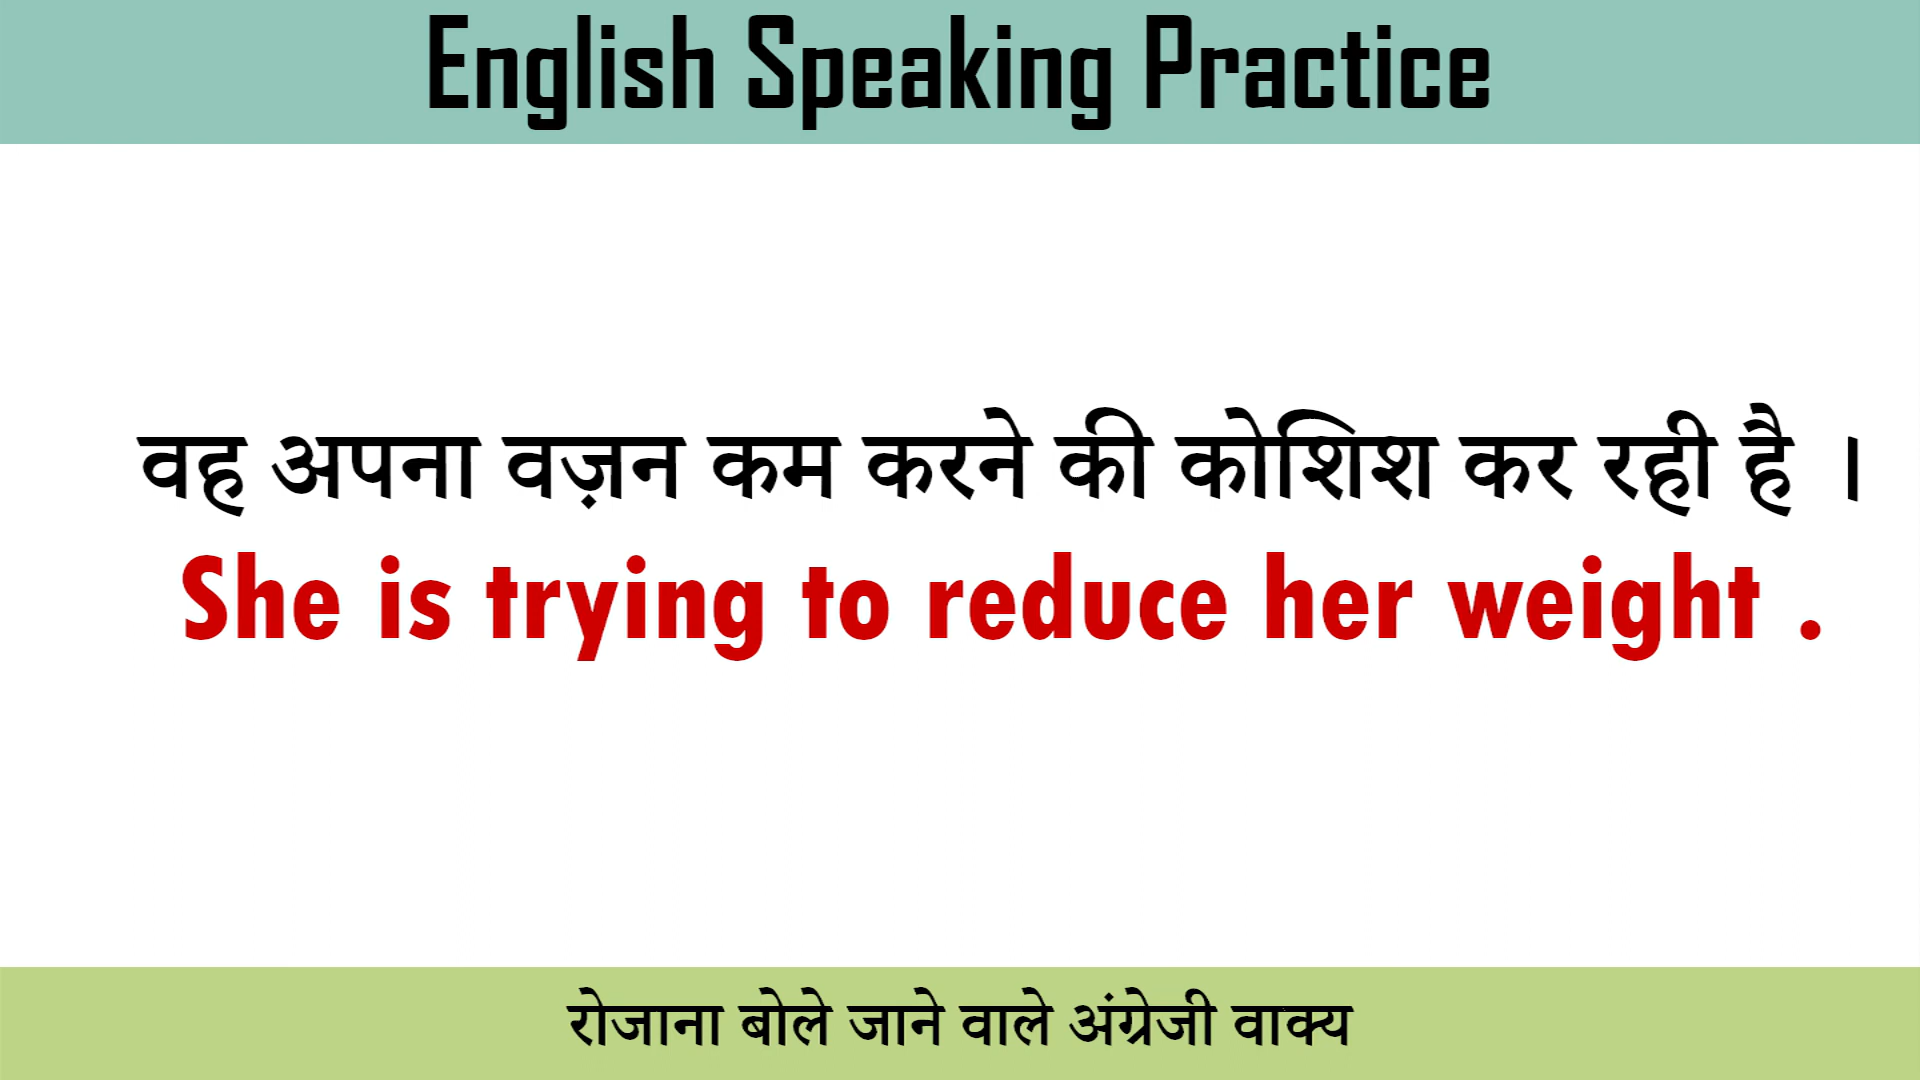 English Speaking Practice
वह अपना वज़न कम करने की कोशिश कर रही है ।
She is trying to reduce her weight .
रोजाना बोले जाने वाले अंग्रेजी वाक्य